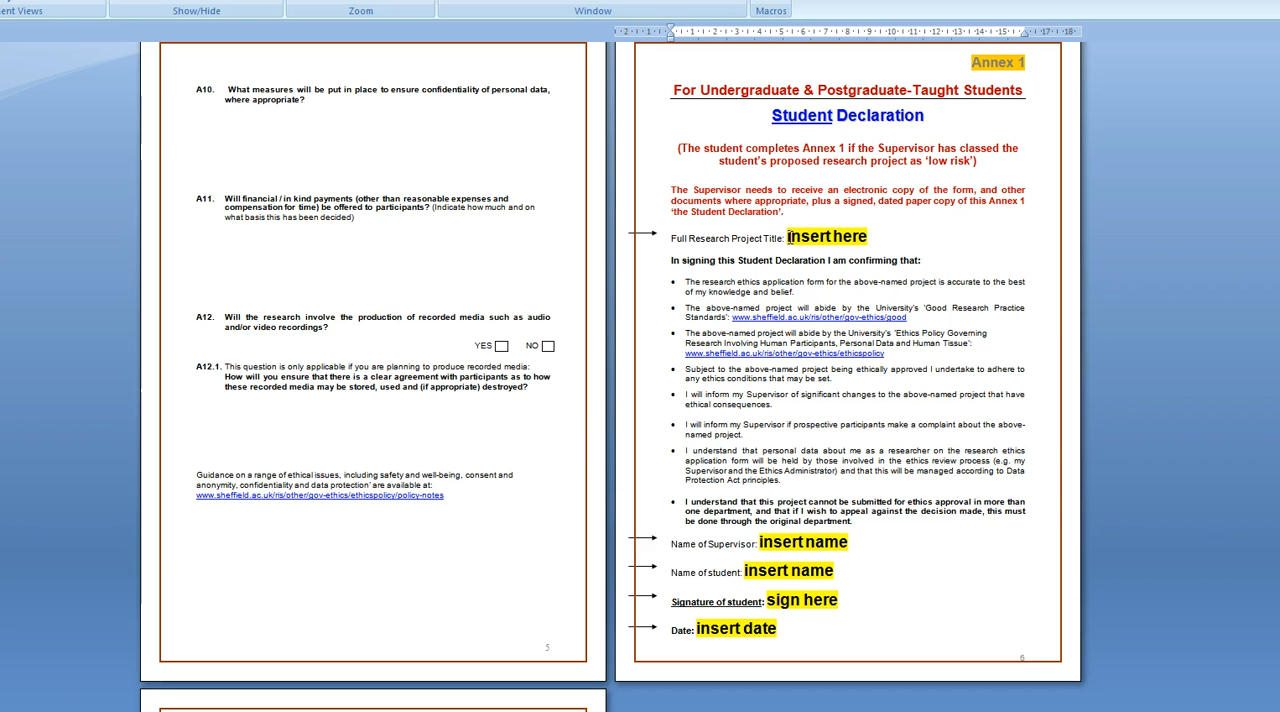 ent Views
Show/Hide
Zoom
Window
Macros
2 1 1 2 3 4 5 6 7 8 9 10 11 12 13 14 15 17 18
A10. What measures will be put in place to ensure confidentiality of personal data,
where appropriate?
A11. Will financial / in kind payments (other than reasonable expenses and
compensation for time) be offered to participants? (Indicate how much and on
what basis this has been decided)
A12. Will the research involve the production of recorded media such as audio
and/or video recordings?
YES NO
A12.1. This question is only applicable if you are planning to produce recorded media:
How will you ensure that there is a clear agreement with participants as to how
these recorded media may be stored, used and (if appropriate) destroyed?
Guidance on a range of ethical issues, including safety and well-being, consent and
anonymity, confidentiality and data protection' are available at:
www.sheffield.ac.uk/ris/other/gov-ethics/ethicspolicy/policy-notes
5
Annex 1
For Undergraduate & Postgraduate-Taught Students
Student Declaration
(The student completes Annex 1 if the Supervisor has classed the
student's proposed research project as 'low risk')
The Supervisor needs to receive an electronic copy of the form, and other
documents where appropriate, plus a signed, dated paper copy of this Annex 1
'the Student Declaration'.
Full Research Project Title: insert here
In signing this Student Declaration I am confirming that:
• The research ethics application form for the above-named project is accurate to the best
of my knowledge and belief.
• The above-named project will abide by the University's 'Good Research Practice
Standards': www.sheffield.ac.uk/ris/other/gov-ethics/good
• The above-named project will abide by the University's 'Ethics Policy Governing
Research Involving Human Participants, Personal Data and Human Tissue':
www.sheffield.ac.uk/ris/other/gov-ethics/ethicspolicy
• Subject to the above-named project being ethically approved I undertake to adhere to
any ethics conditions that may be set.
• I will inform my Supervisor of significant changes to the above-named project that have
ethical consequences.
• I will inform my Supervisor if prospective participants make a complaint about the above-
named project.
• I understand that personal data about me as a researcher on the research ethics
application form will be held by those involved in the ethics review process (e.g. my
Supervisor and the Ethics Administrator) and that this will be managed according to Data
Protection Act principles.
• I understand that this project cannot be submitted for ethics approval in more than
one department, and that if I wish to appeal against the decision made, this must
be done through the original department.
Name of Supervisor: insert name
Name of student: insert name
Signature of student: sign here
Date: insert date
6